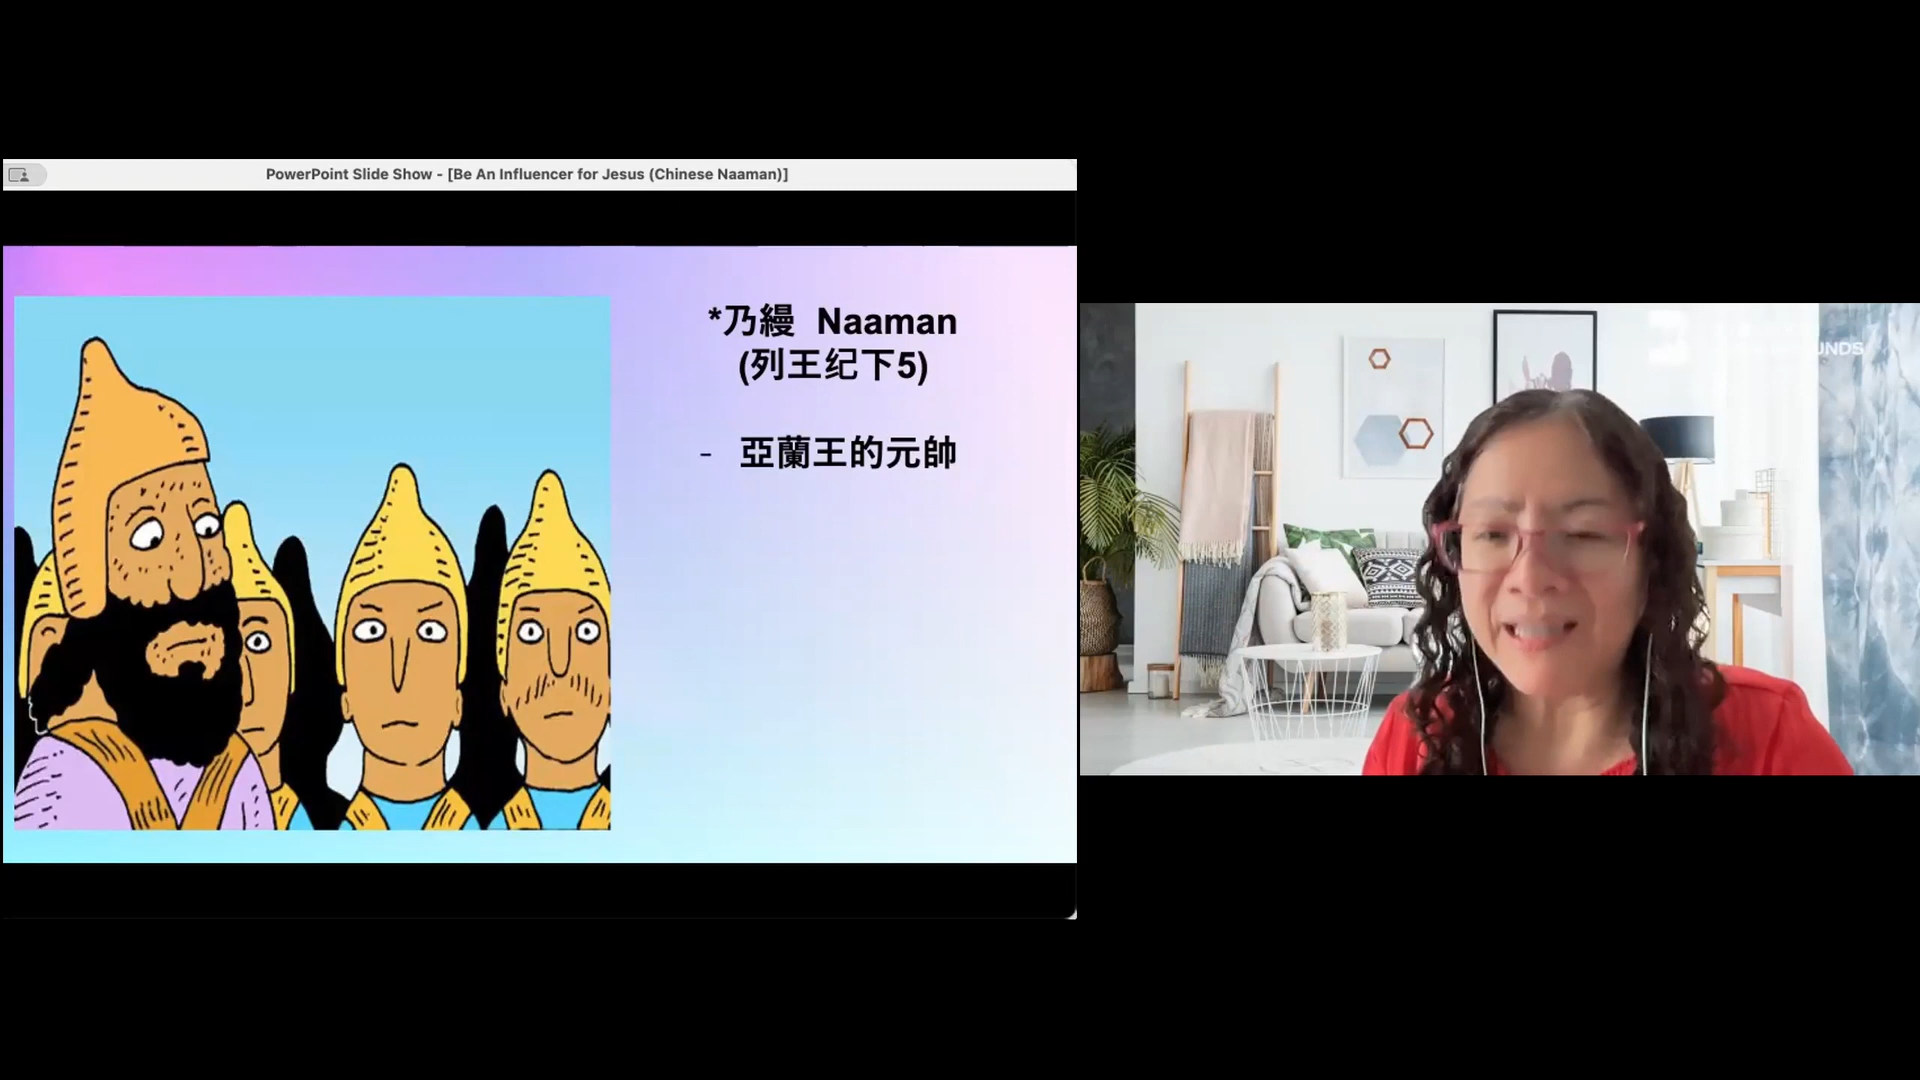 PowerPoint Slide Show - [Be An Influencer for Jesus (Chinese Naaman)]
*乃縵 Naaman
(列王纪下5)
- 亞蘭王的元帥